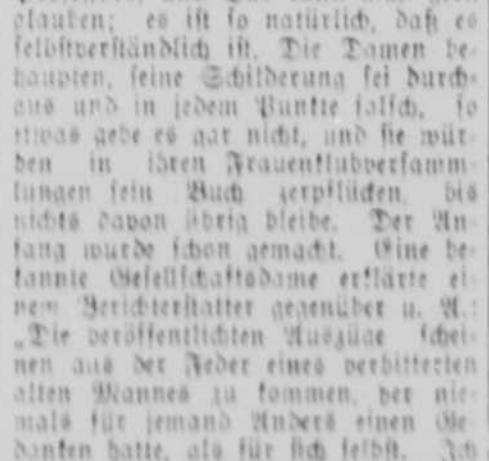 glauben; es ist so natürlich, daß es
selbstverständlich ist. Die Damen be-
haupten, seine Schilderung sei durch-
aus und in jedem Punkte falsch, so
etwas gebe es gar nicht, und sie wür-
den in ihren Frauenklubversamm-
lungen sein Buch zerpflücken, bis
nichts davon übrig bleibe. Der An-
fang wurde schon gemacht. Eine be-
kannte Gesellschaftsdame erklärte ei-
nem Berichterstatter gegenüber u. A.:
„Die veröffentlichten Auszüge schei-
nen aus der Feder eines verbitterten
alten Mannes zu kommen, der nie-
mals für jemand Anders einen Ge-
danken hatte, als für sich selbst. Ich